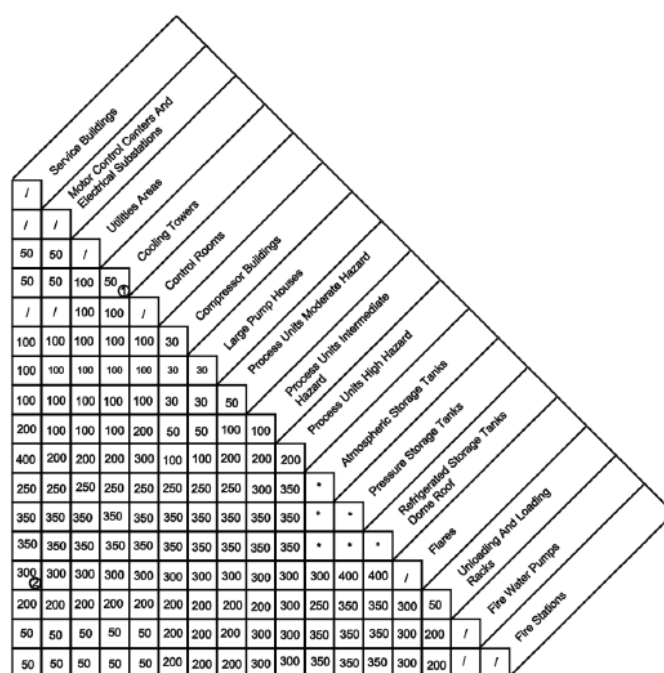 Service Buildings
Motor Control Centers And
Electrical Substations
Utilities Areas
Cooling Towers
Control Rooms
Compressor Buildings
Large Pump Houses
Process Units Moderate Hazard
Process Units Intermediate
Hazard
Process Units High Hazard
Atmospheric Storage Tanks
Pressure Storage Tanks
Refrigerated Storage Tanks
Dome Roof
Flares
Unloading And Loading
Racks
Fire Water Pumps
Fire Stations
/
/ /
50 50 /
50 50 100 50 ①
/ / 100 100 /
100 100 100 100 100 30
100 100 100 100 100 30 30
100 100 100 100 100 30 30 50
200 100 100 100 200 50 50 100 100
400 200 200 200 300 100 100 200 200 200
250 250 250 250 250 250 250 250 300 350 *
350 350 350 350 350 350 350 350 350 350 * *
350 350 350 350 350 350 350 350 350 350 * * *
300 ② 300 300 300 300 300 300 300 300 300 300 400 400 /
200 200 200 200 200 200 200 200 200 300 250 350 350 300 50
50 50 50 50 50 200 200 200 300 300 350 350 350 300 200 /
50 50 50 50 50 200 200 200 300 300 350 350 350 300 200 / /